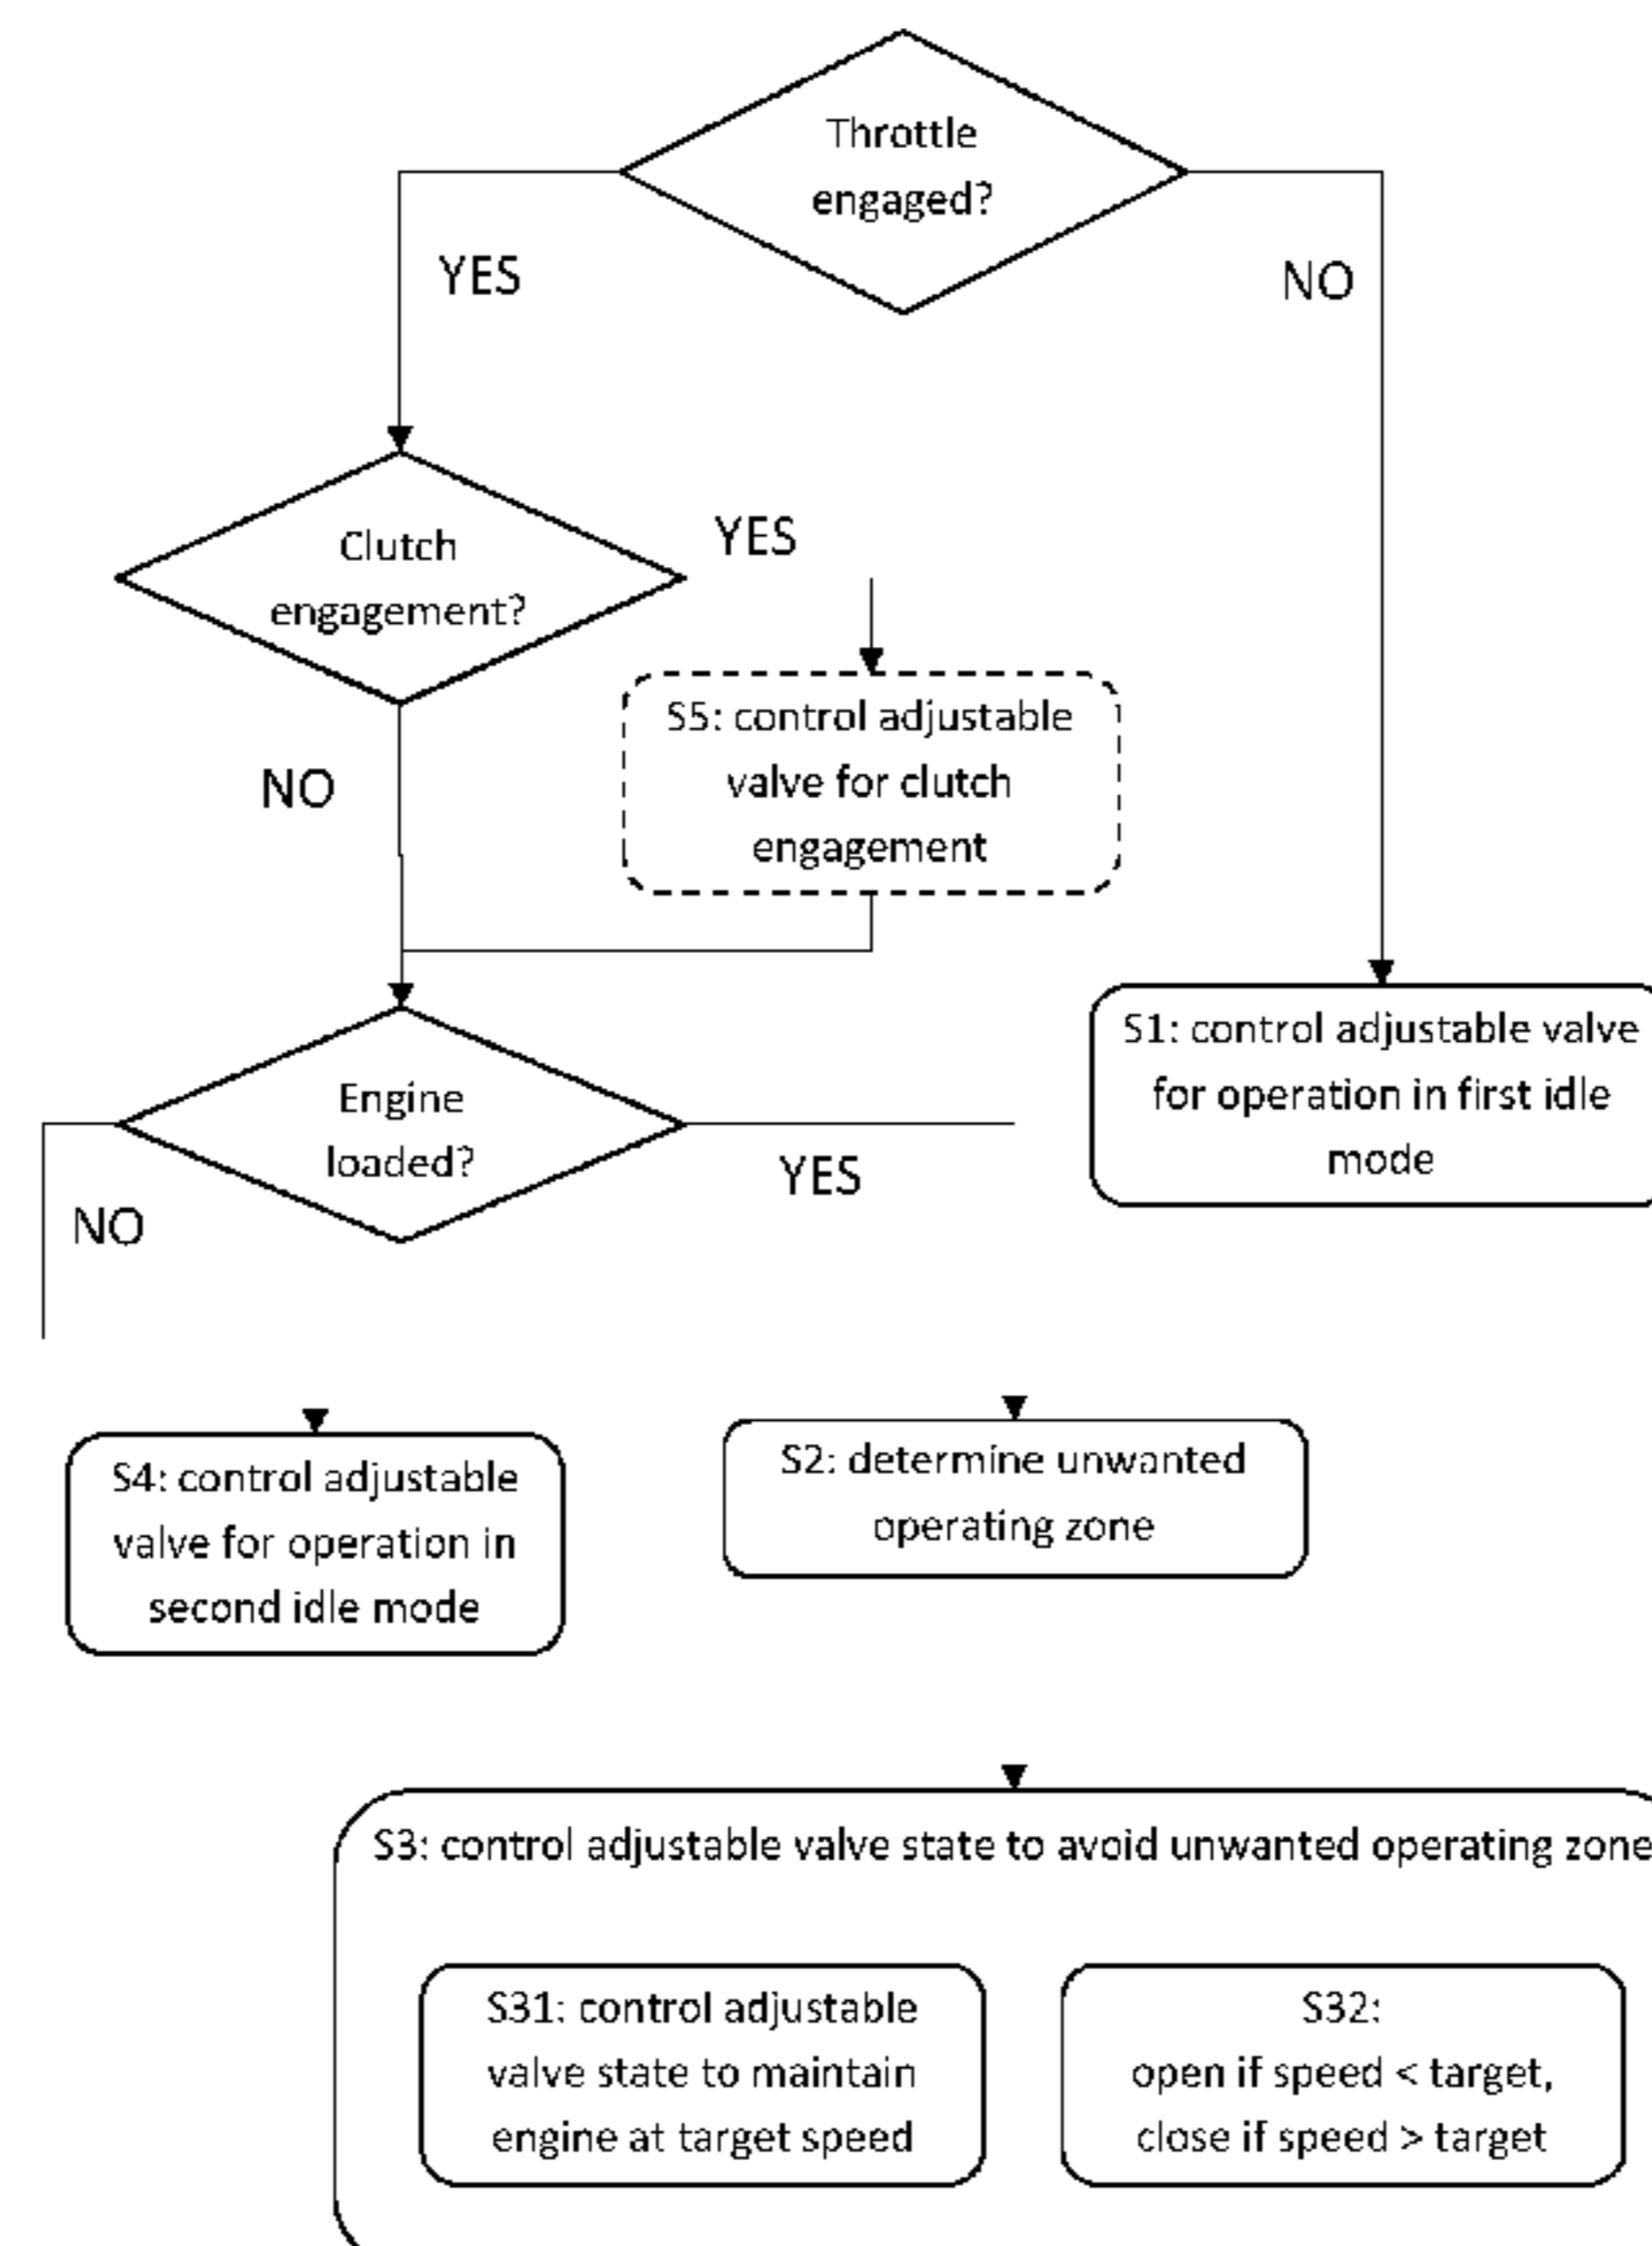 Throttle
engaged?
YES
NO
Clutch
engagement?
YES
S5: control adjustable
valve for clutch
engagement
NO
S1: control adjustable valve
for operation in first idle
mode
Engine
loaded?
YES
NO
S4: control adjustable
valve for operation in
second idle mode
S2: determine unwanted
operating zone
S3: control adjustable valve state to avoid unwanted operating zone
S31: control adjustable
valve state to maintain
engine at target speed
S32:
open if speed < target,
close if speed > target